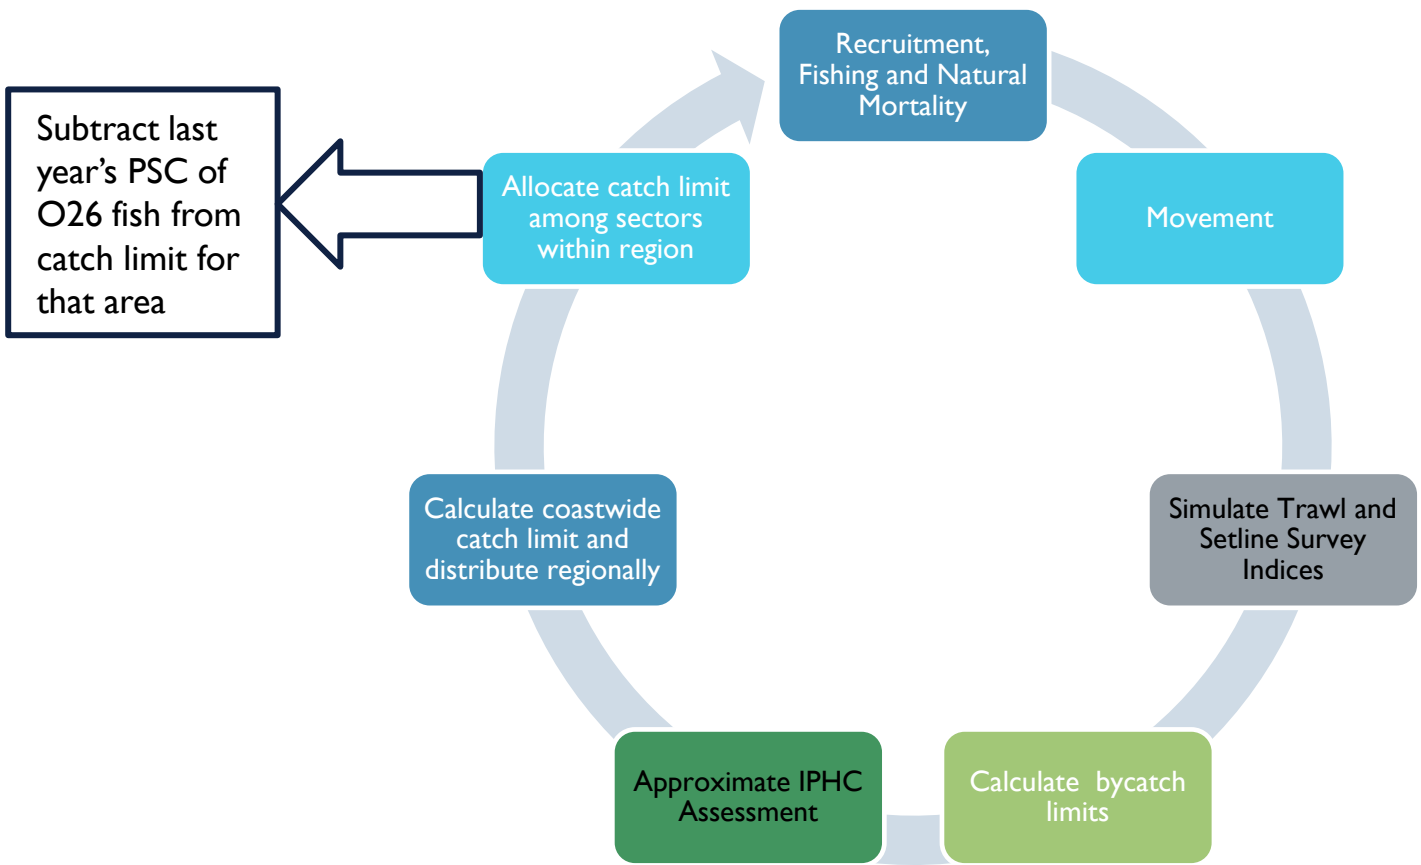 Recruitment,
Fishing and Natural
Mortality
Subtract last
year’s PSC of
O26 fish from
catch limit for
that area
Allocate catch limit
among sectors
within region
Movement
Calculate coastwide
catch limit and
distribute regionally
Simulate Trawl and
Setline Survey
Indices
Approximate IPHC
Assessment
Calculate bycatch
limits